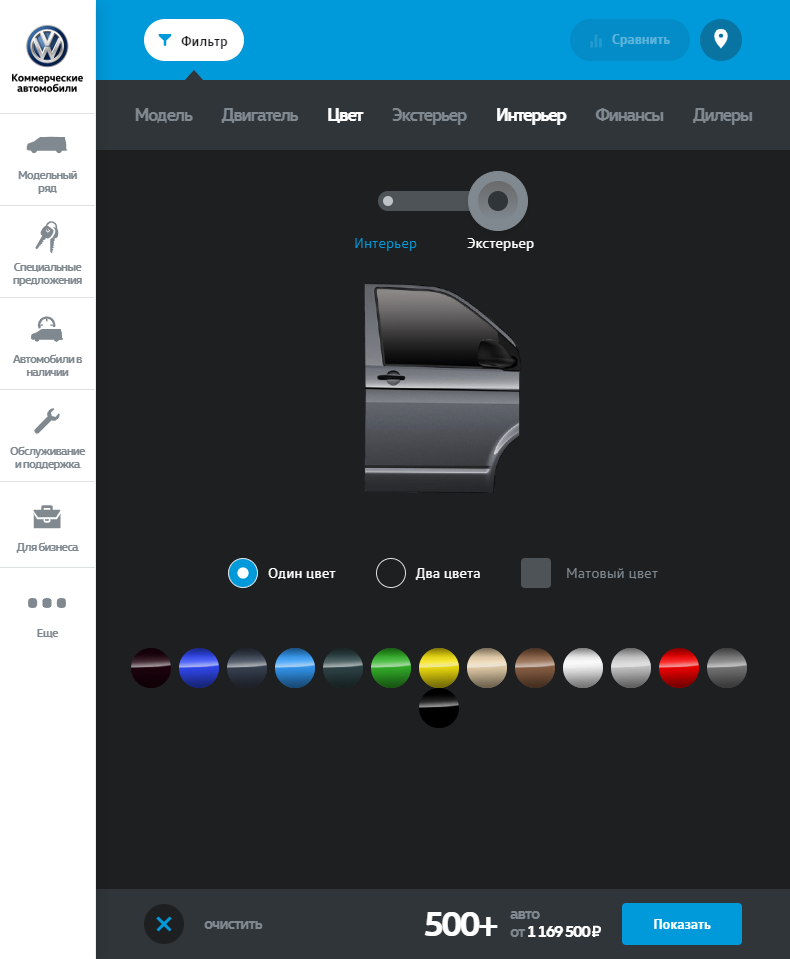 Коммерческие
автомобили
Модельный
ряд
Специальные
предложения
Автомобили в
наличии
Обслуживание
и поддержка
Для бизнеса
Еще
Фильтр
Сравнить
Модель Двигатель Цвет Экстерьер Интерьер Финансы Дилеры
Интерьер Экстерьер
Один цвет Два цвета Матовый цвет
очистить
500+
авто
от 1 169 500 ₽
Показать